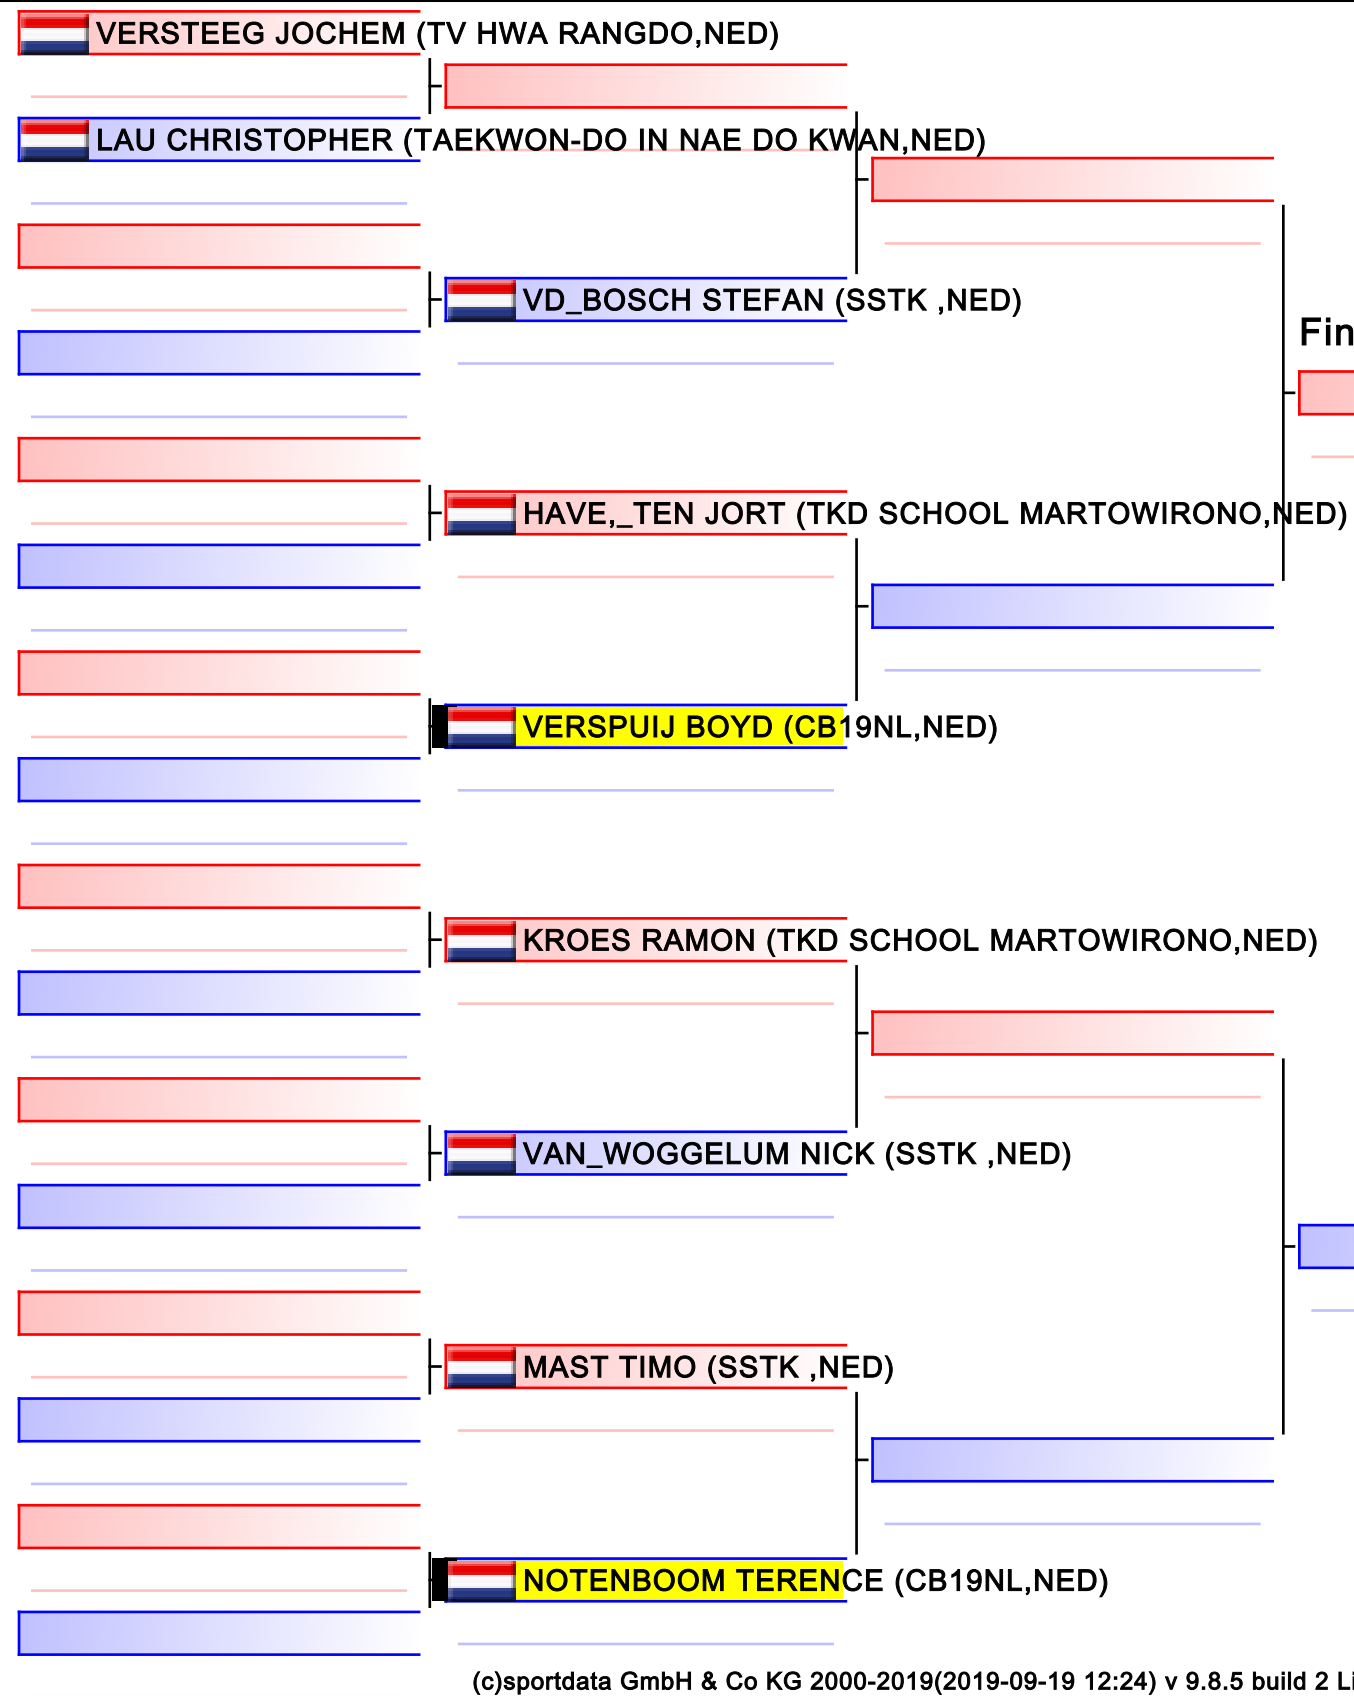 VERSTEEG JOCHEM (TV HWA RANGDO,NED)
LAU CHRISTOPHER (TAEKWON-DO IN NAE DO KWAN,NED)
VD_BOSCH STEFAN (SSTK ,NED)
Fin
HAVE,_TEN JORT (TKD SCHOOL MARTOWIRONO,NED)
VERSPUIJ BOYD (CB19NL,NED)
KROES RAMON (TKD SCHOOL MARTOWIRONO,NED)
VAN_WOGGELUM NICK (SSTK ,NED)
MAST TIMO (SSTK ,NED)
NOTENBOOM TERENCE (CB19NL,NED)
(c)sportdata GmbH & Co KG 2000-2019(2019-09-19 12:24) v 9.8.5 build 2 Li